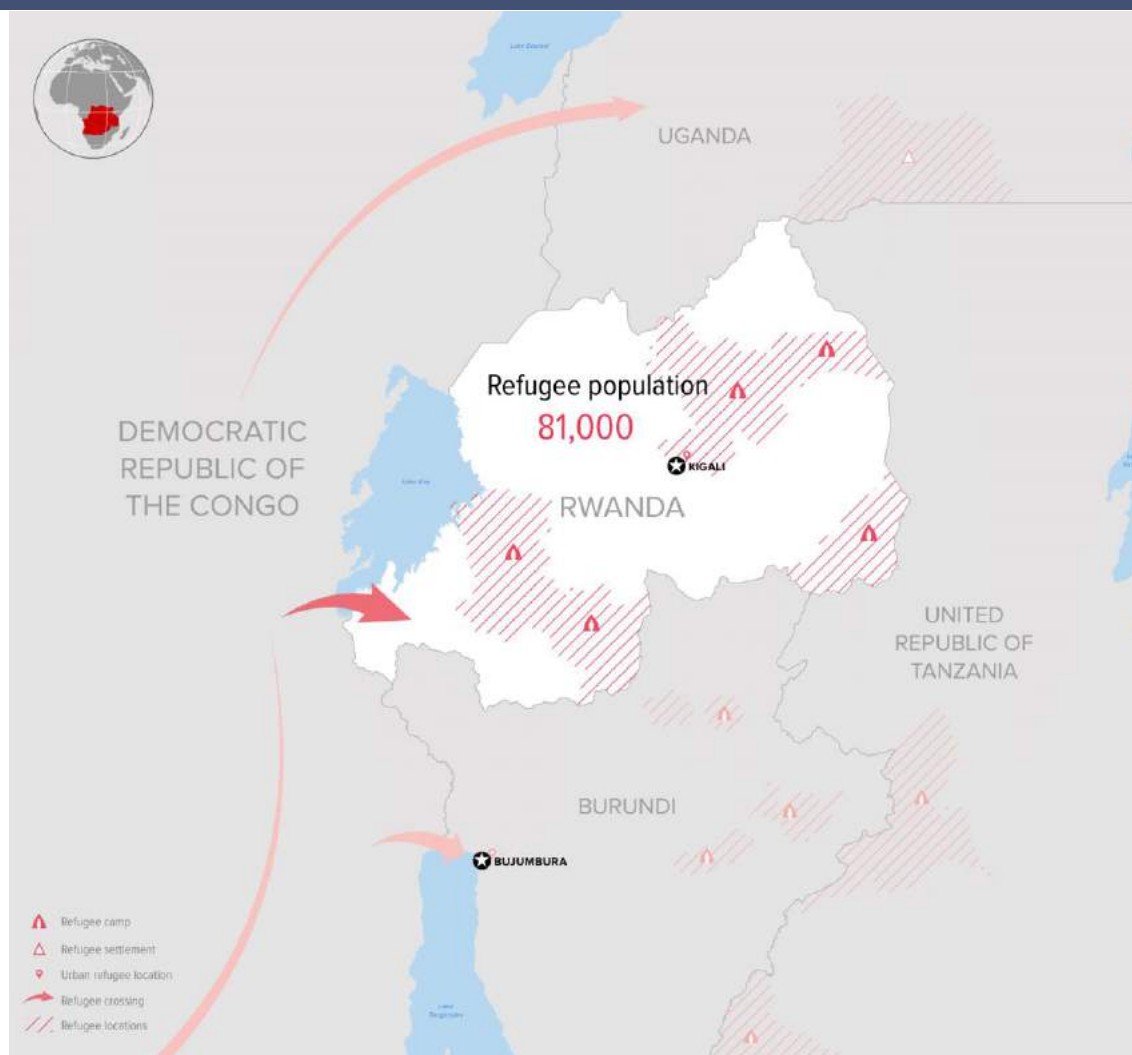 UGANDA
Refugee population
81,000
DEMOCRATIC
REPUBLIC OF
THE CONGO
KIGALI
RWANDA
UNITED
REPUBLIC OF
TANZANIA
BURUNDI
BUJUMBURA
Refugee camp
Refugee settlement
Urban refugee location
Refugee crossing
Refugee locations